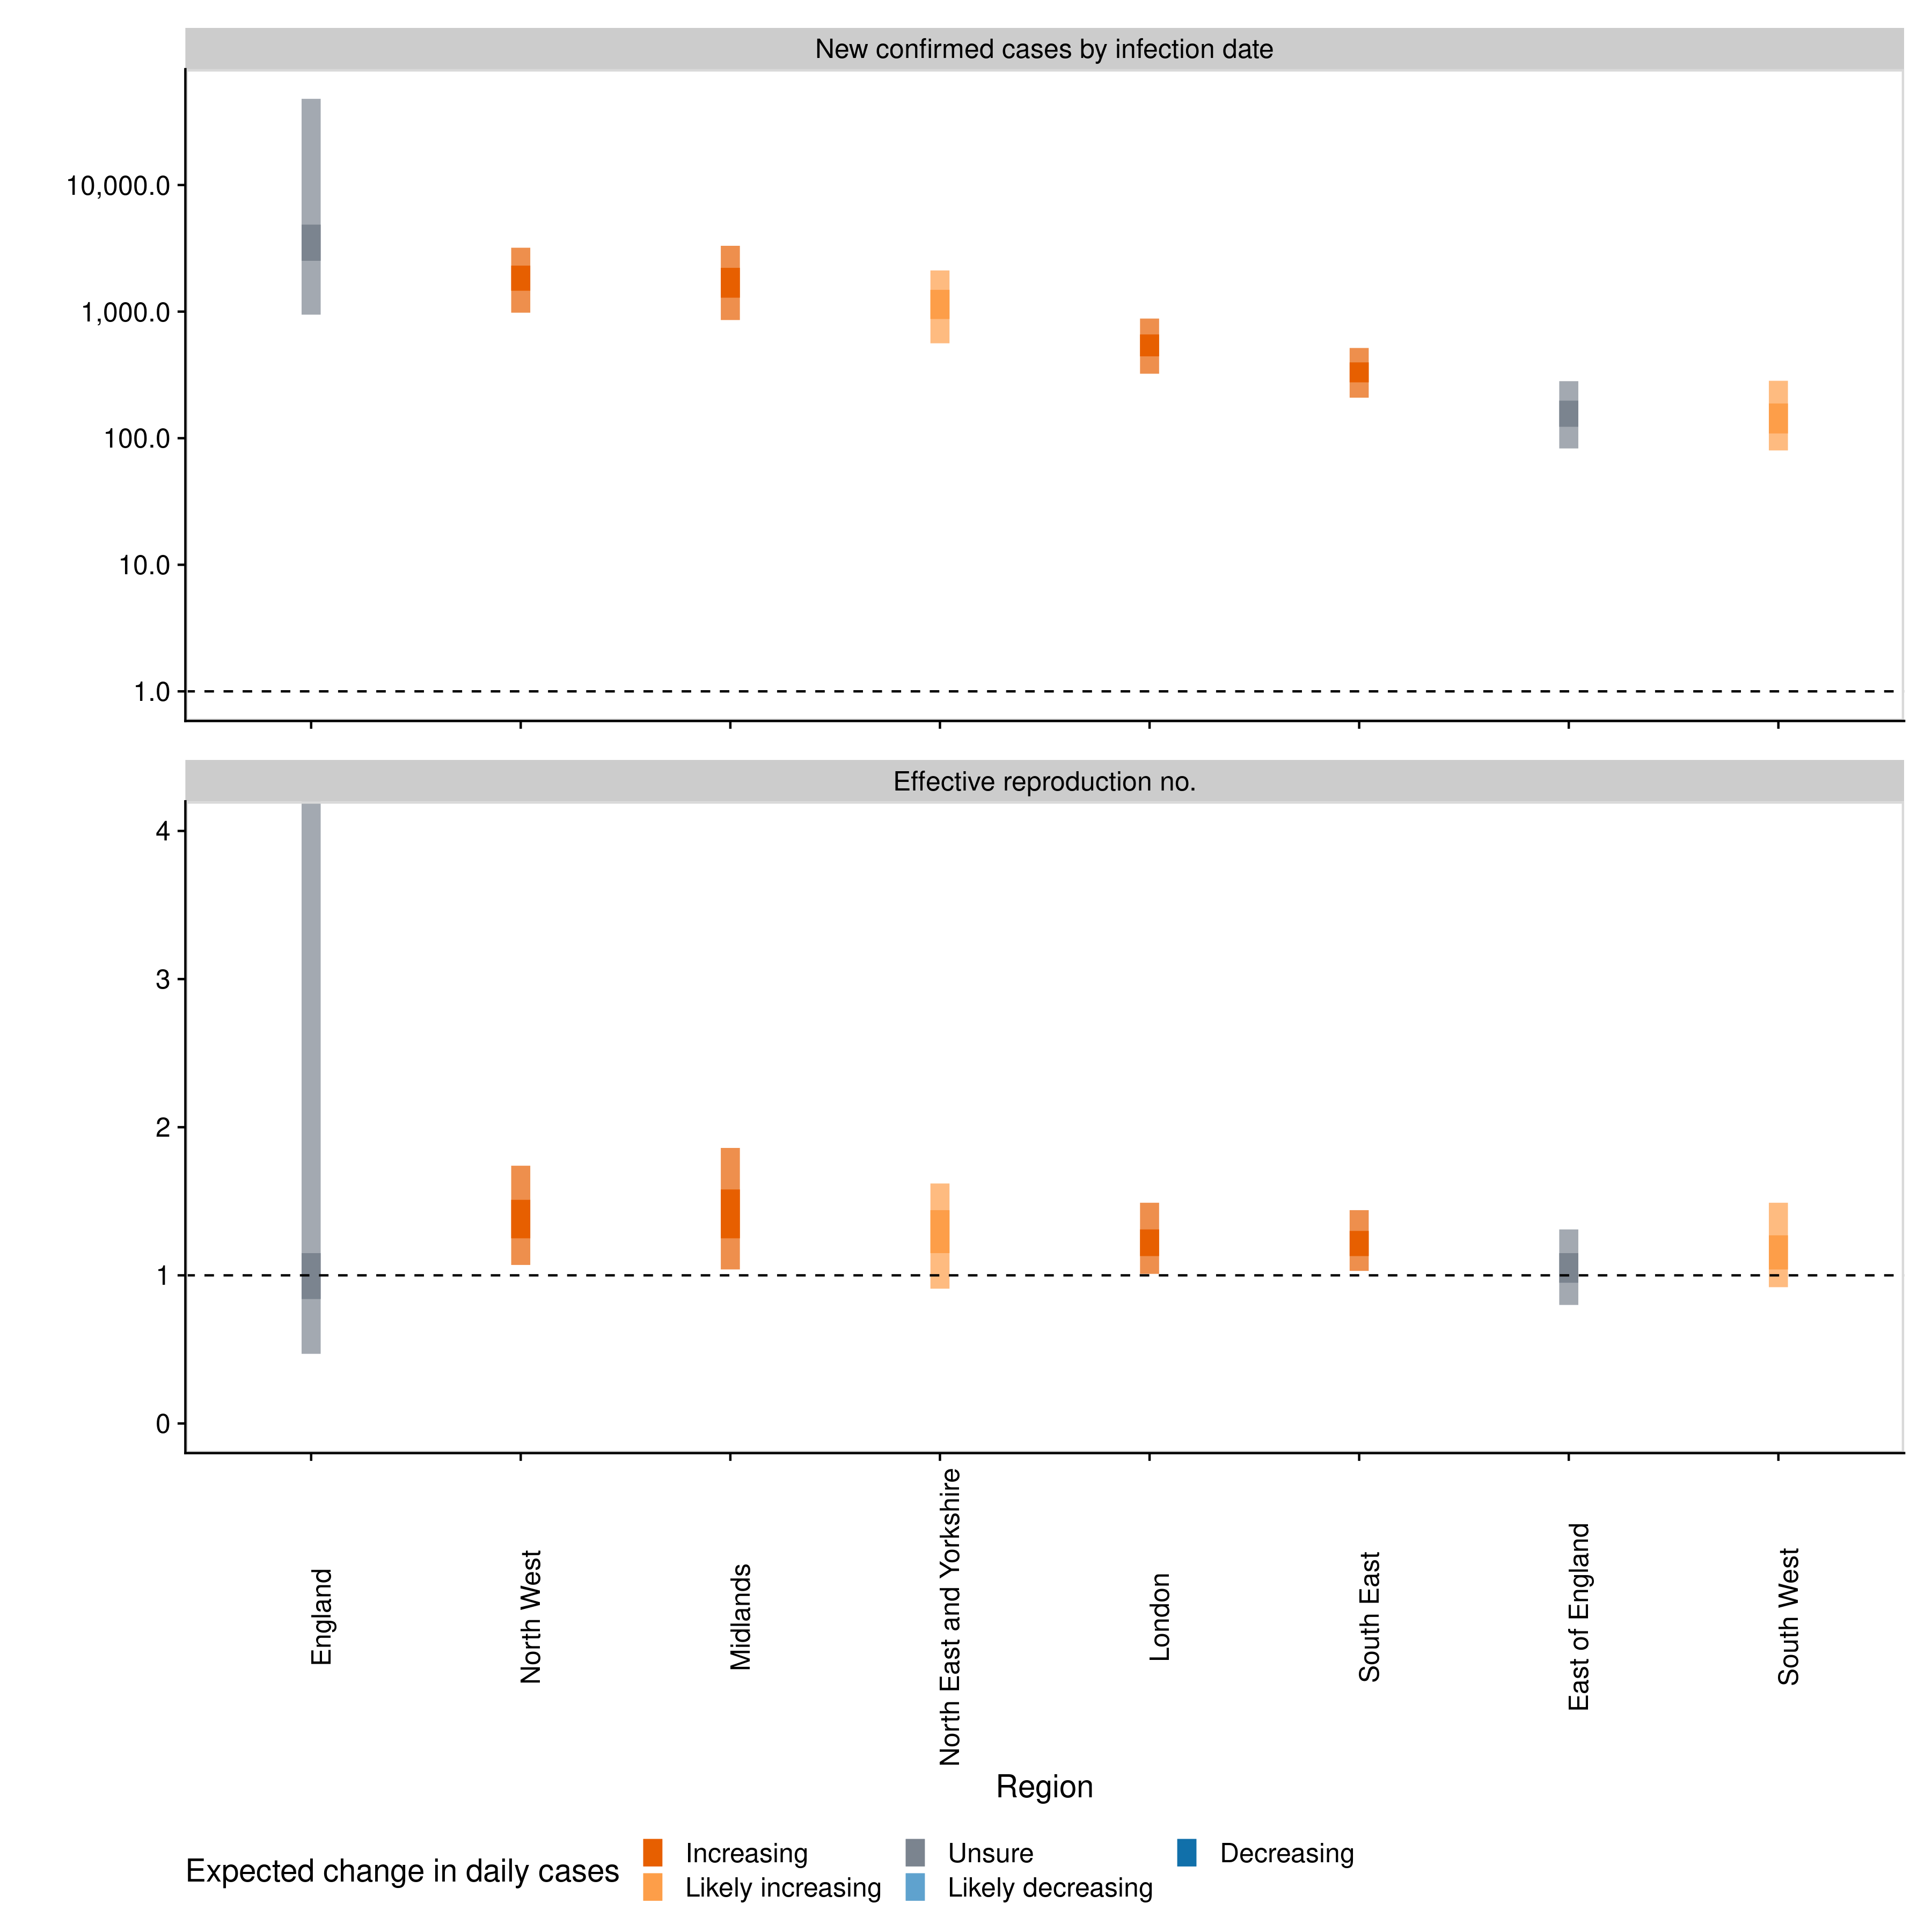 New confirmed cases by infection date
10,000.0
1,000.0
100.0
10.0
1.0
Effective reproduction no.
4
3
2
1
0
England
North West
Midlands
North East and Yorkshire
London
South East
East of England
South West
Region
Expected change in daily cases
Increasing
Unsure
Decreasing
Likely increasing
Likely decreasing